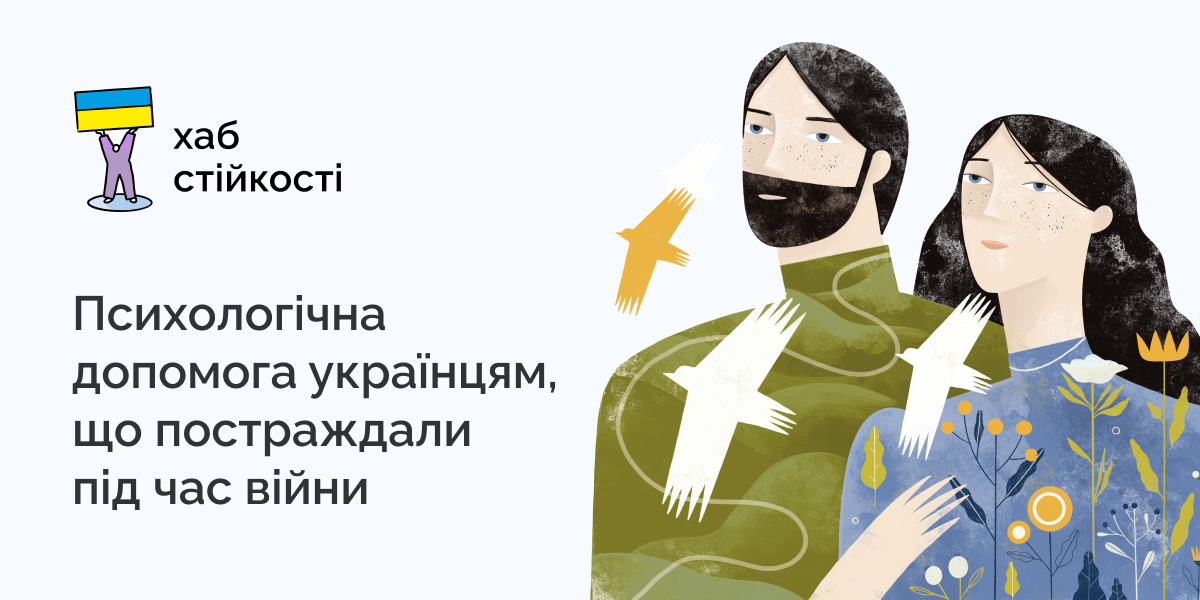 хаб
стійкості
Психологічна
допомога українцям,
що постраждали
під час війни